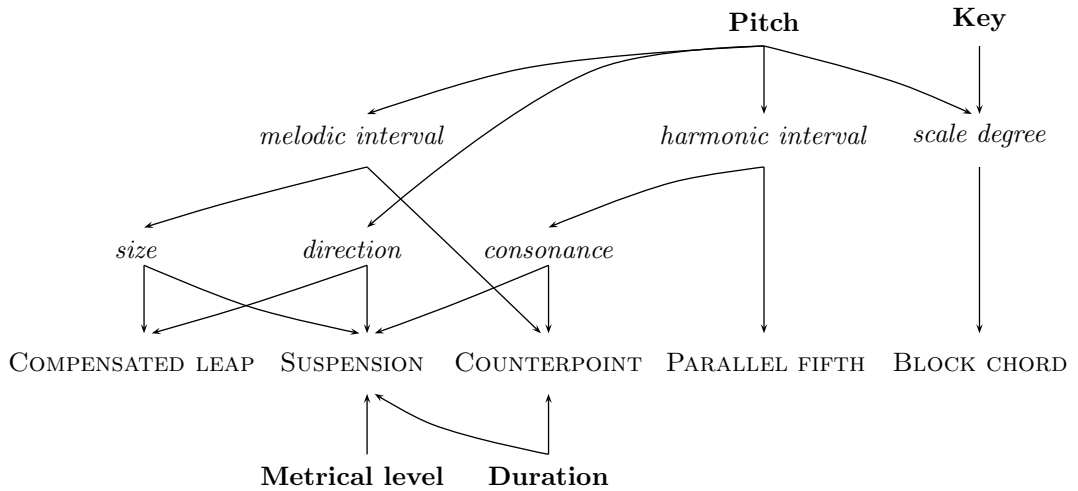 Pitch Key
melodic interval harmonic interval scale degree
size direction consonance
COMPENSATED LEAP SUSPENSION COUNTERPOINT PARALLEL FIFTH BLOCK CHORD
Metrical level Duration